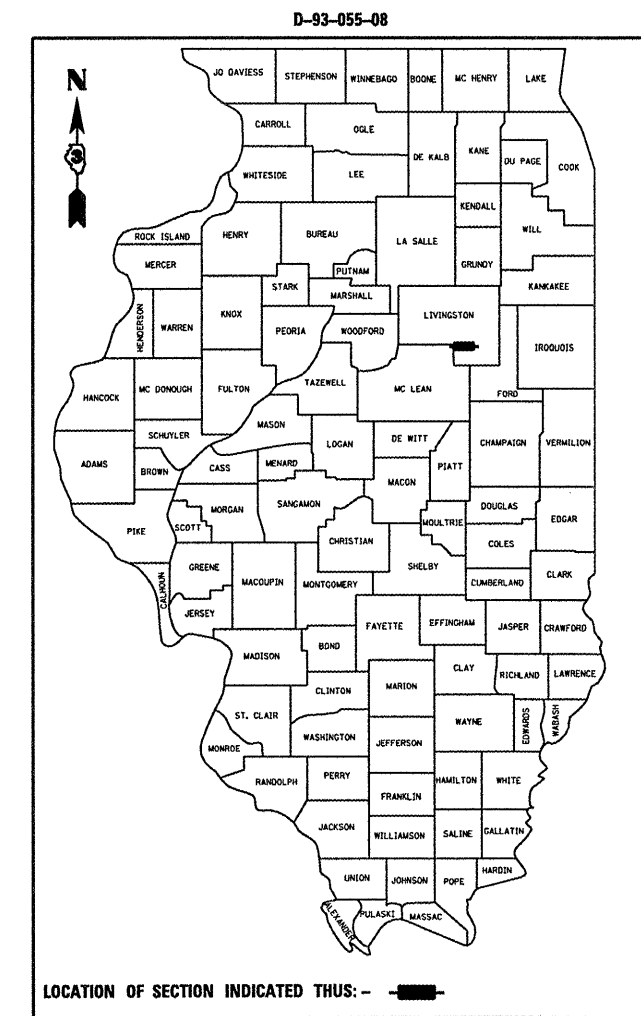 D-93-055-08
N
3
JO DAVIESS STEPHENSON WINNEBAGO BOONE MC HENRY LAKE
CARROLL OGLE DE KALB KANE DU PAGE COOK
WHITESIDE LEE
KENDALL
ROCK ISLAND HENRY BUREAU LA SALLE WILL
MERCER PUTNAM GRUNDY
STARK MARSHALL KANKAKEE
HENDERSON WARREN KNOX PEORIA WOODFORD LIVINGSTON IROQUOIS
HANCOCK MC DONOUGH FULTON TAZEWELL MC LEAN FORD
MASON
SCHUYLER LOGAN DE WITT CHAMPAIGN VERMILION
ADAMS BROWN CASS MENARD MACON PIATT
MORGAN SANGAMON DOUGLAS
PIKE SCOTT CHRISTIAN MOULTRIE COLES EDGAR
GREENE MACOUPIN MONTGOMERY SHELBY CUMBERLAND CLARK
CALHOUN JERSEY
FAYETTE EFFINGHAM JASPER CRAWFORD
MADISON BOND
CLAY RICHLAND LAWRENCE
CLINTON MARION
ST. CLAIR WAYNE EDWARDS WABASH
MONROE WASHINGTON JEFFERSON
RANDOLPH PERRY HAMILTON WHITE
FRANKLIN
JACKSON WILLIAMSON SALINE GALLATIN
UNION JOHNSON POPE HARDIN
ALEXANDER PULASKI MASSAC
LOCATION OF SECTION INDICATED THUS: -